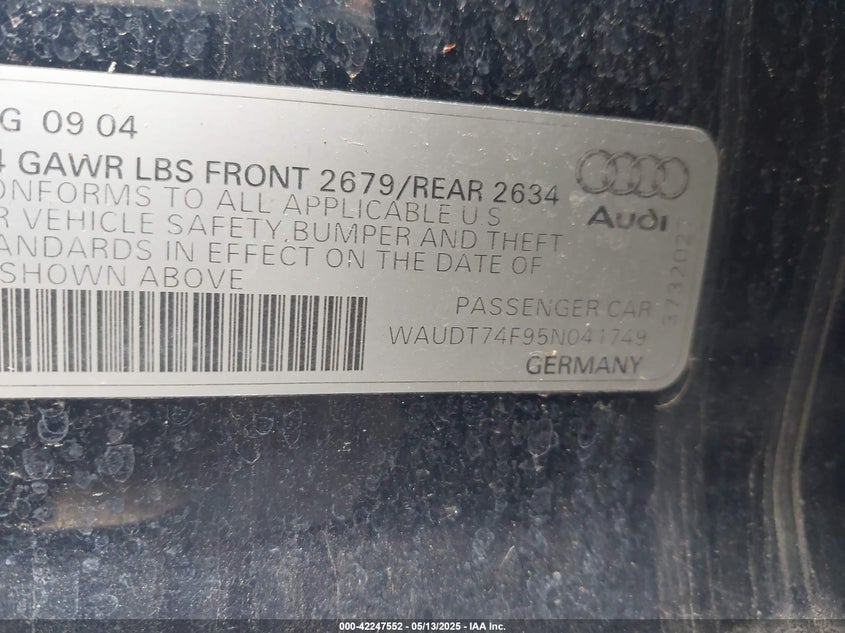 G 09 04
4 GAWR LBS FRONT 2679/REAR 2634
ONFORMS TO ALL APPLICABLE U S
R VEHICLE SAFETY, BUMPER AND THEFT
ANDARDS IN EFFECT ON THE DATE OF
SHOWN ABOVE
Audi
PASSENGER CAR
WAUDT74F95N041749
GERMANY
000-42247552 - 05/13/2025 - IAA Inc.